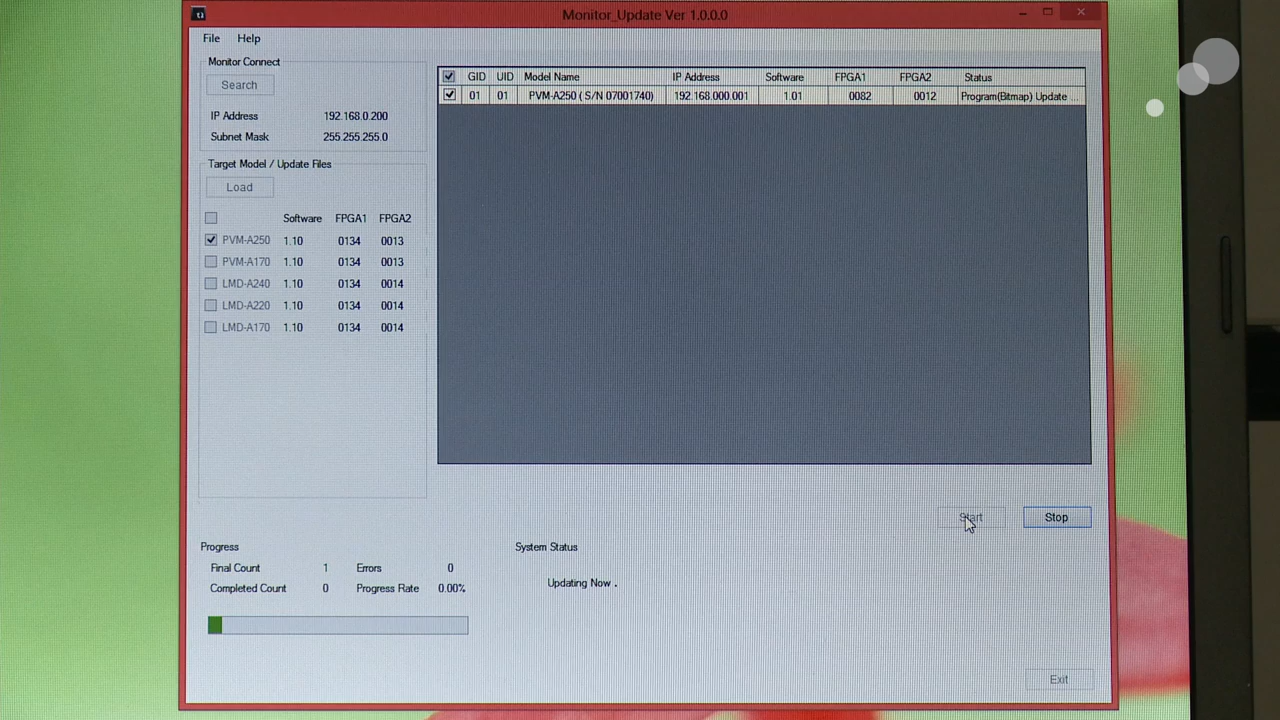 Monitor_Update Ver 1.0.0.0
File Help
Monitor Connect
Search
IP Address 192.168.0.200
Subnet Mask 255.255.255.0
Target Model / Update Files
Load
Software FPGA1 FPGA2
PVM-A250 1.10 0134 0013
PVM-A170 1.10 0134 0013
LMD-A240 1.10 0134 0014
LMD-A220 1.10 0134 0014
LMD-A170 1.10 0134 0014
GID UID Model Name IP Address Software FPGA1 FPGA2 Status
01 01 PVM-A250 ( S/N 07001740) 192.168.000.001 1.01 0082 0012 Program(Bitmap) Update ...
Start Stop
Progress
Final Count 1 Errors 0
Completed Count 0 Progress Rate 0.00%
System Status
Updating Now .
Exit